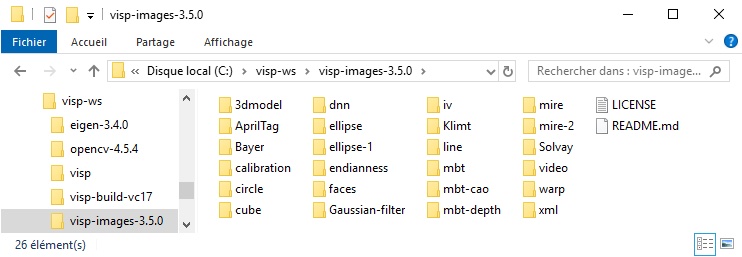 visp-images-3.5.0
Fichier Accueil Partage Affichage
« Disque local (C:) > visp-ws > visp-images-3.5.0 >
Rechercher dans : visp-image...
visp-ws
eigen-3.4.0
opencv-4.5.4
visp
visp-build-vc17
visp-images-3.5.0
3dmodel
AprilTag
Bayer
calibration
circle
cube
dnn
ellipse
ellipse-1
endianness
faces
Gaussian-filter
iv
Klimt
line
mbt
mbt-cao
mbt-depth
mire
mire-2
Solvay
video
warp
xml
LICENSE
README.md
26 élément(s)